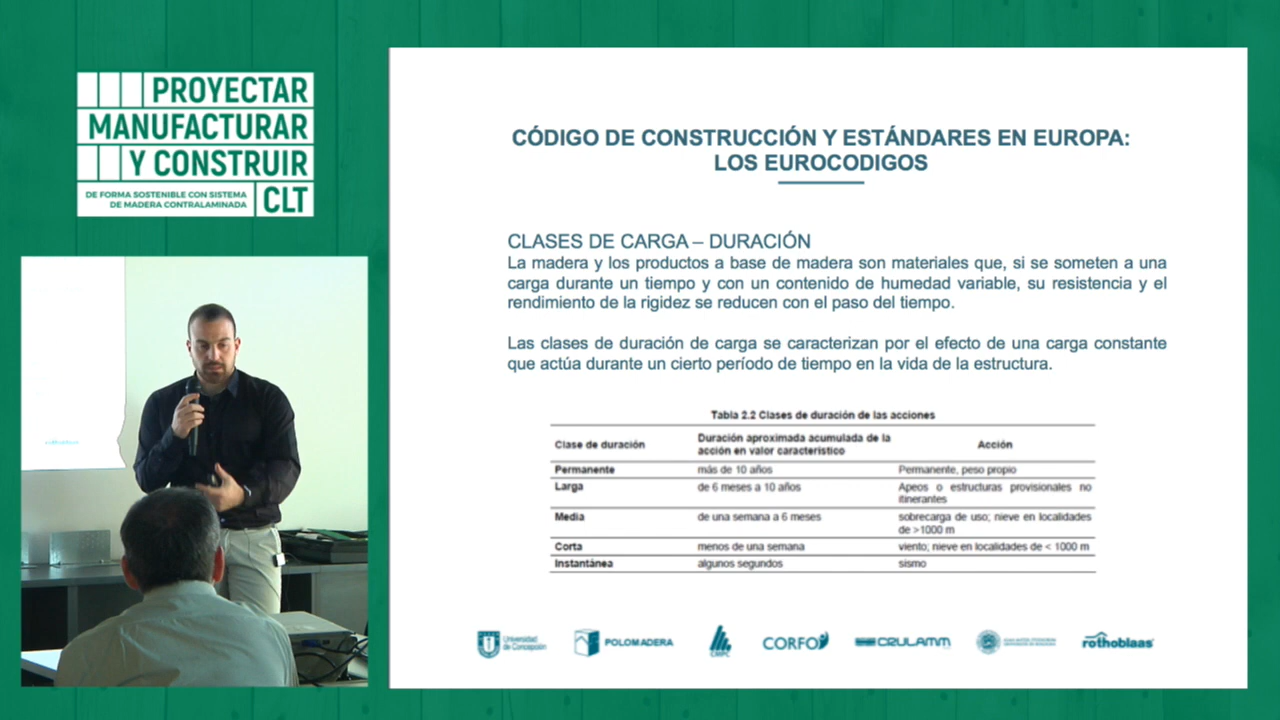 PROYECTAR
MANUFACTURAR
Y CONSTRUIR
DE FORMA SOSTENIBLE CON SISTEMA
DE MADERA CONTRALAMINADA
CLT
CÓDIGO DE CONSTRUCCIÓN Y ESTÁNDARES EN EUROPA:
LOS EUROCODIGOS
CLASES DE CARGA – DURACIÓN
La madera y los productos a base de madera son materiales que, si se someten a una
carga durante un tiempo y con un contenido de humedad variable, su resistencia y el
rendimiento de la rigidez se reducen con el paso del tiempo.
Las clases de duración de carga se caracterizan por el efecto de una carga constante
que actúa durante un cierto período de tiempo en la vida de la estructura.
Tabla 2.2 Clases de duración de las acciones
Clase de duración Duración aproximada acumulada de la acción en valor característico Acción
Permanente más de 10 años Permanente, peso propio
Larga de 6 meses a 10 años Apeos o estructuras provisionales no itinerantes
Media de una semana a 6 meses sobrecarga de uso; nieve en localidades de >1000 m
Corta menos de una semana viento; nieve en localidades de < 1000 m
Instantánea algunos segundos sismo
Universidad
de Concepción
POLOMADERA
CMPC
CORFO
CRULAMM
rothoblaas